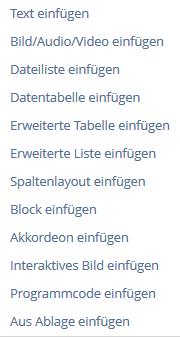 Text einfügen
Bild/Audio/Video einfügen
Dateiliste einfügen
Datentabelle einfügen
Erweiterte Tabelle einfügen
Erweiterte Liste einfügen
Spaltenlayout einfügen
Block einfügen
Akkordeon einfügen
Interaktives Bild einfügen
Programmcode einfügen
Aus Ablage einfügen